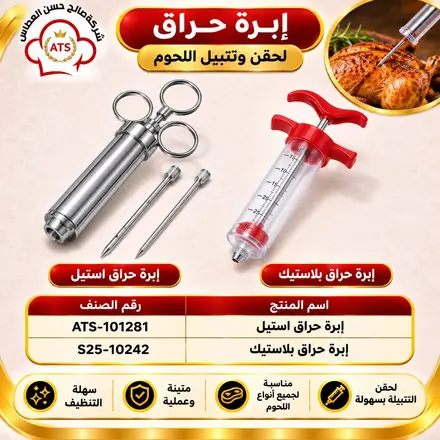 شركة صالح حسن العطاس
ATS
إبرة حراق
لحقن وتتبيل اللحوم
إبرة حراق استيل
إبرة حراق بلاستيك
اسم المنتج
رقم الصنف
إبرة حراق استيل
ATS-101281
إبرة حراق بلاستيك
S25-10242
لحقن
التتبيلة بسهولة
مناسبة
لجميع أنواع
اللحوم
متينة
وعملية
سهلة
التنظيف